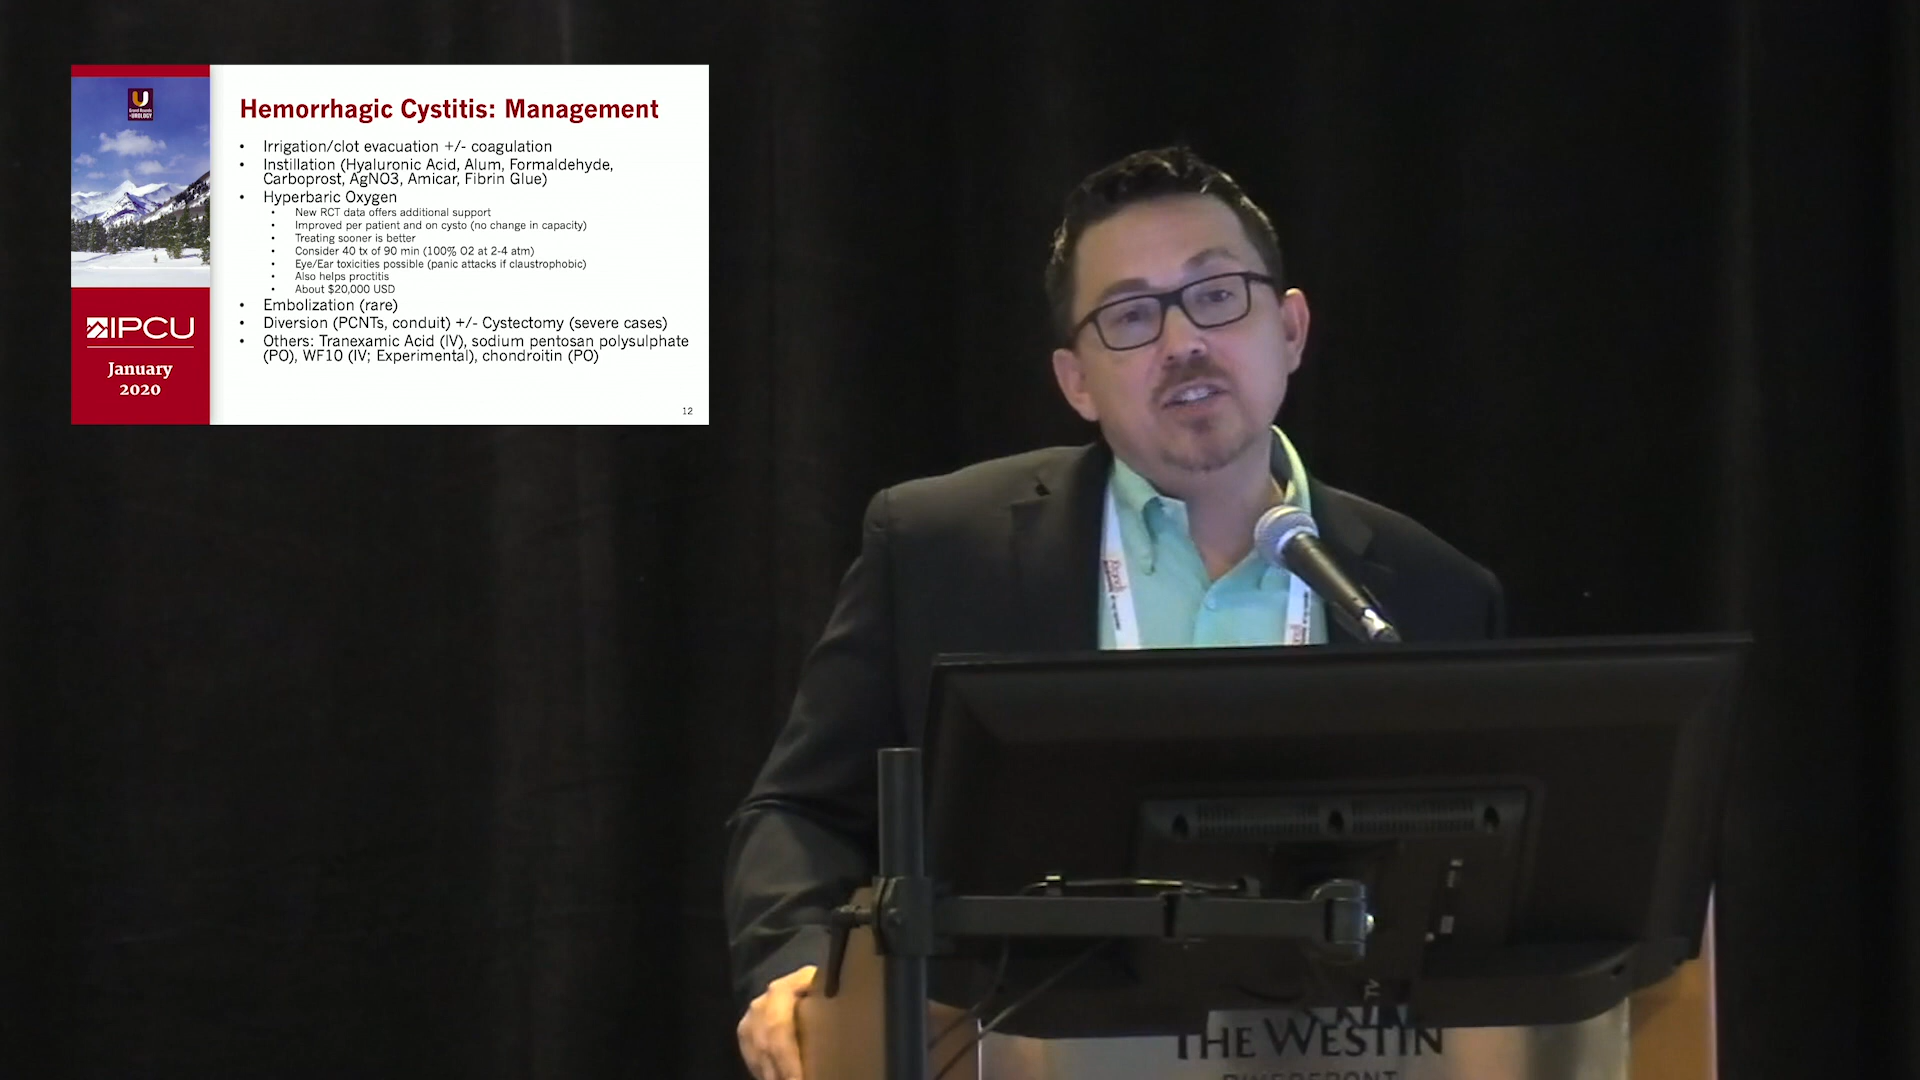 Grand Rounds
in UROLOGY
IPCU
January
2020
Hemorrhagic Cystitis: Management
• Irrigation/clot evacuation +/- coagulation
• Instillation (Hyaluronic Acid, Alum, Formaldehyde,
Carboprost, AgNO3, Amicar, Fibrin Glue)
• Hyperbaric Oxygen
• New RCT data offers additional support
• Improved per patient and on cysto (no change in capacity)
• Treating sooner is better
• Consider 40 tx of 90 min (100% O2 at 2-4 atm)
• Eye/Ear toxicities possible (panic attacks if claustrophobic)
• Also helps proctitis
• About $20,000 USD
• Embolization (rare)
• Diversion (PCNTs, conduit) +/- Cystectomy (severe cases)
• Others: Tranexamic Acid (IV), sodium pentosan polysulphate
(PO), WF10 (IV; Experimental), chondroitin (PO)
12
THE WESTIN